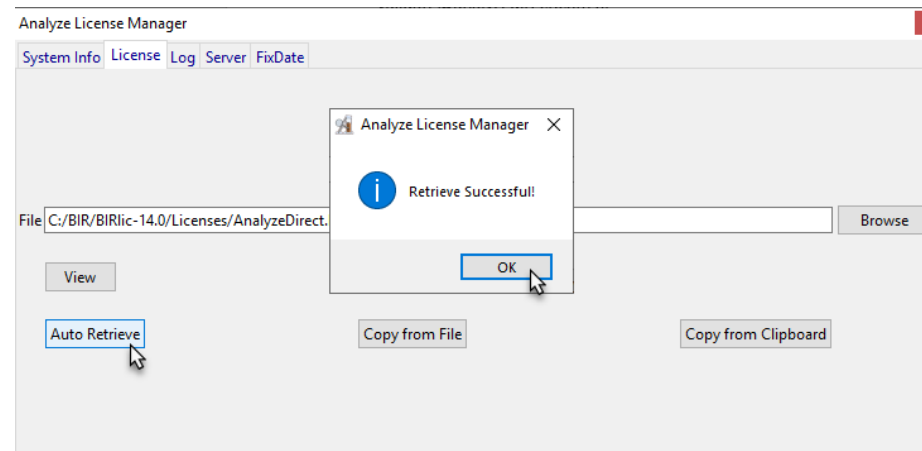 Analyze License Manager
System Info License Log Server FixDate
Analyze License Manager
Retrieve Successful!
OK
File C:/BIR/BIRlic-14.0/Licenses/AnalyzeDirect. Browse
View
Auto Retrieve Copy from File Copy from Clipboard